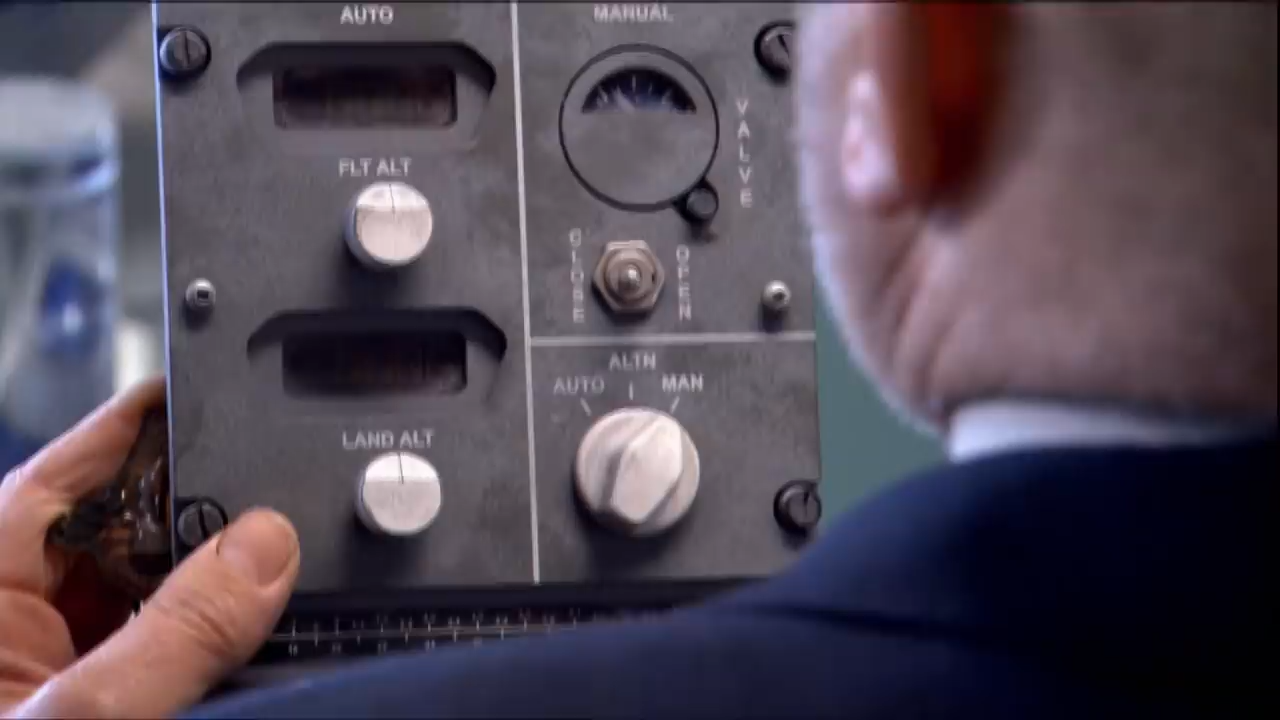 AUTO
FLT ALT
LAND ALT
MANUAL
VALVE
CLOSE
OPEN
ALTN
AUTO MAN